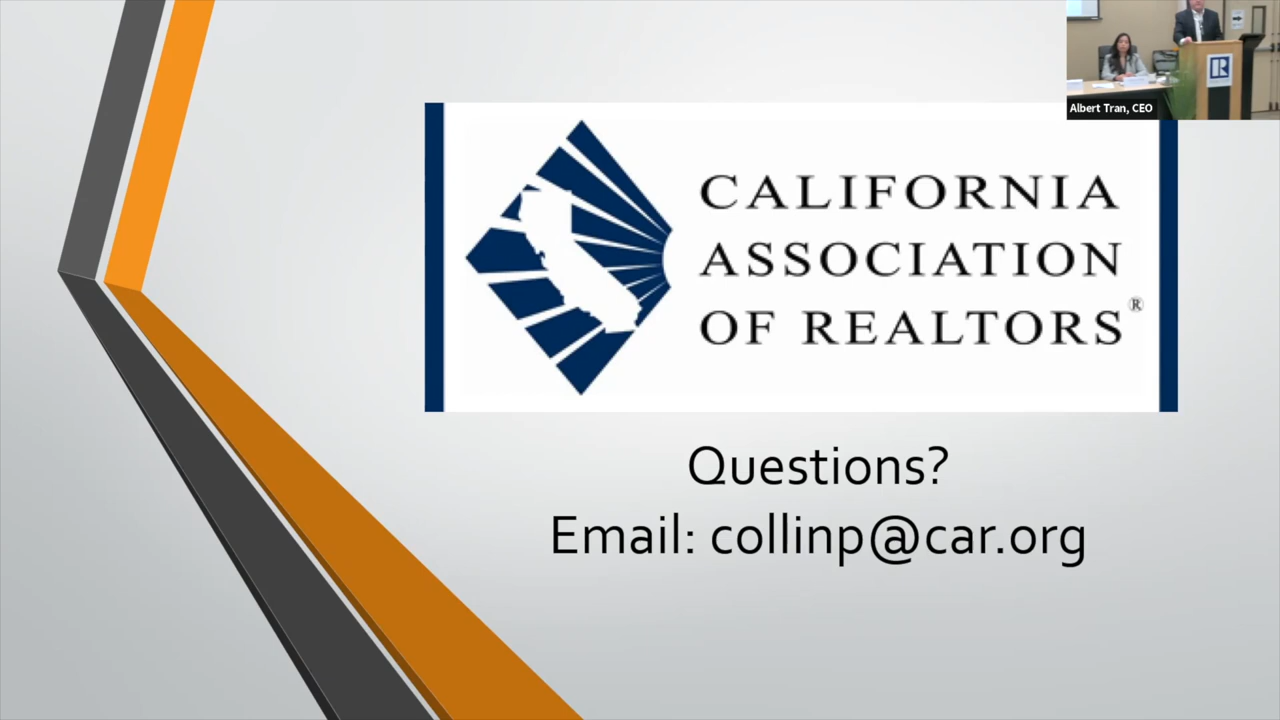 Albert Tran, CEO
CALIFORNIA
ASSOCIATION
OF REALTORS®
Questions?
Email: collinp@car.org